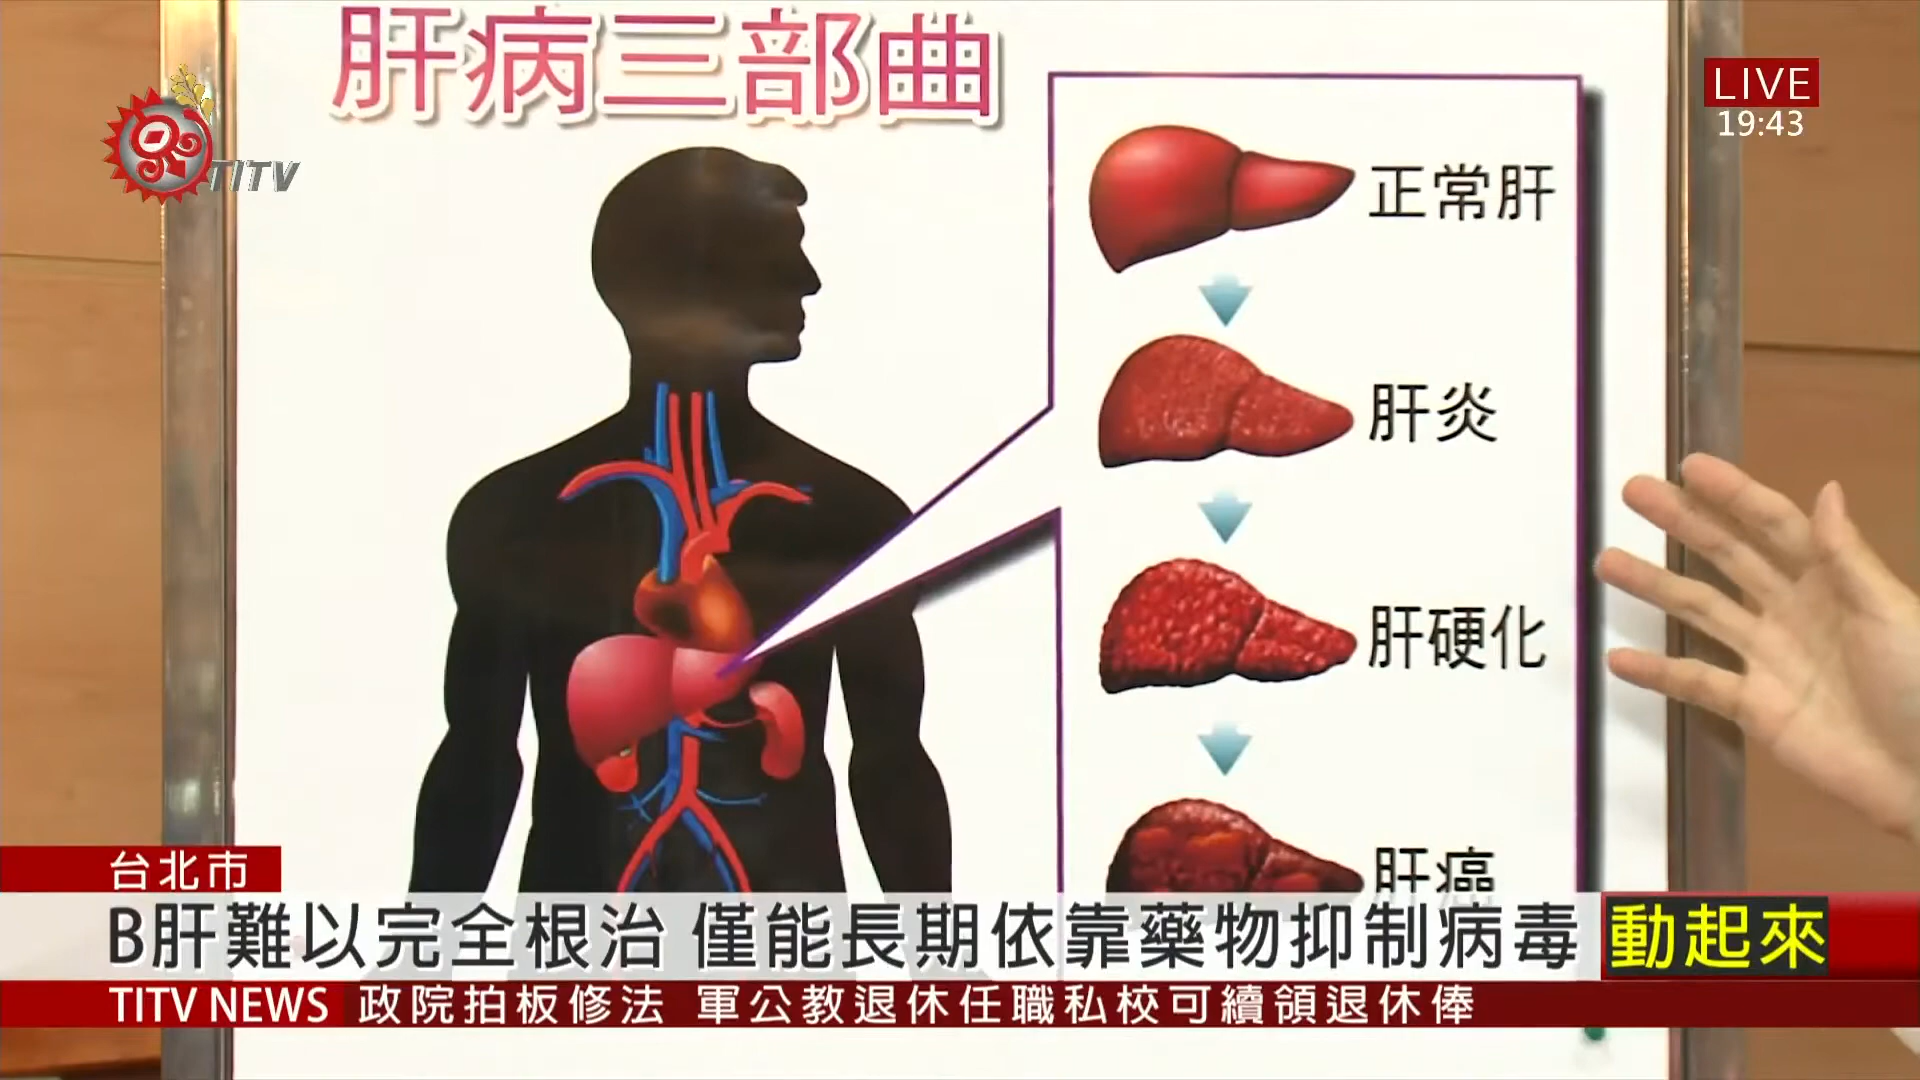 肝病三部曲
TITV
LIVE
19:43
正常肝
肝炎
肝硬化
肝癌
台北市
B肝難以完全根治 僅能長期依靠藥物抑制病毒
動起來
TITV NEWS 政院拍板修法 軍公教退休任職私校可續領退休俸